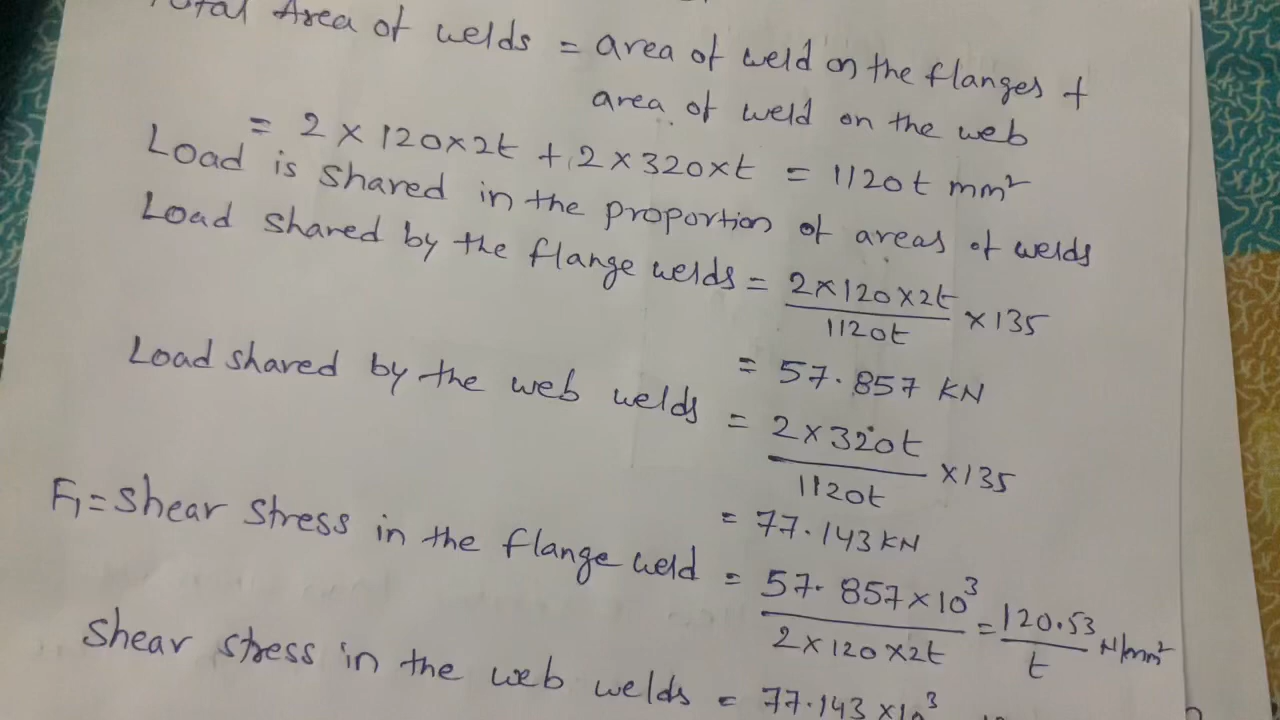 Total Area of welds = area of weld on the flanges +
area of weld on the web
= 2 × 120 × 2t + 2 × 320 × t = 1120t mm²
Load is shared in the proportion of areas of welds
Load shared by the flange welds = 2×120×2t / 1120t × 135
= 57.857 KN
Load shared by the web welds = 2×320t / 1120t × 135
= 77.143 KN
F₁ = Shear stress in the flange weld = 57.857×10³ / 2×120×2t = 120.53 / t N/mm²
Shear stress in the web welds = 77.143 ×10³